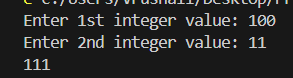 Enter 1st integer value: 100
Enter 2nd integer value: 11
111